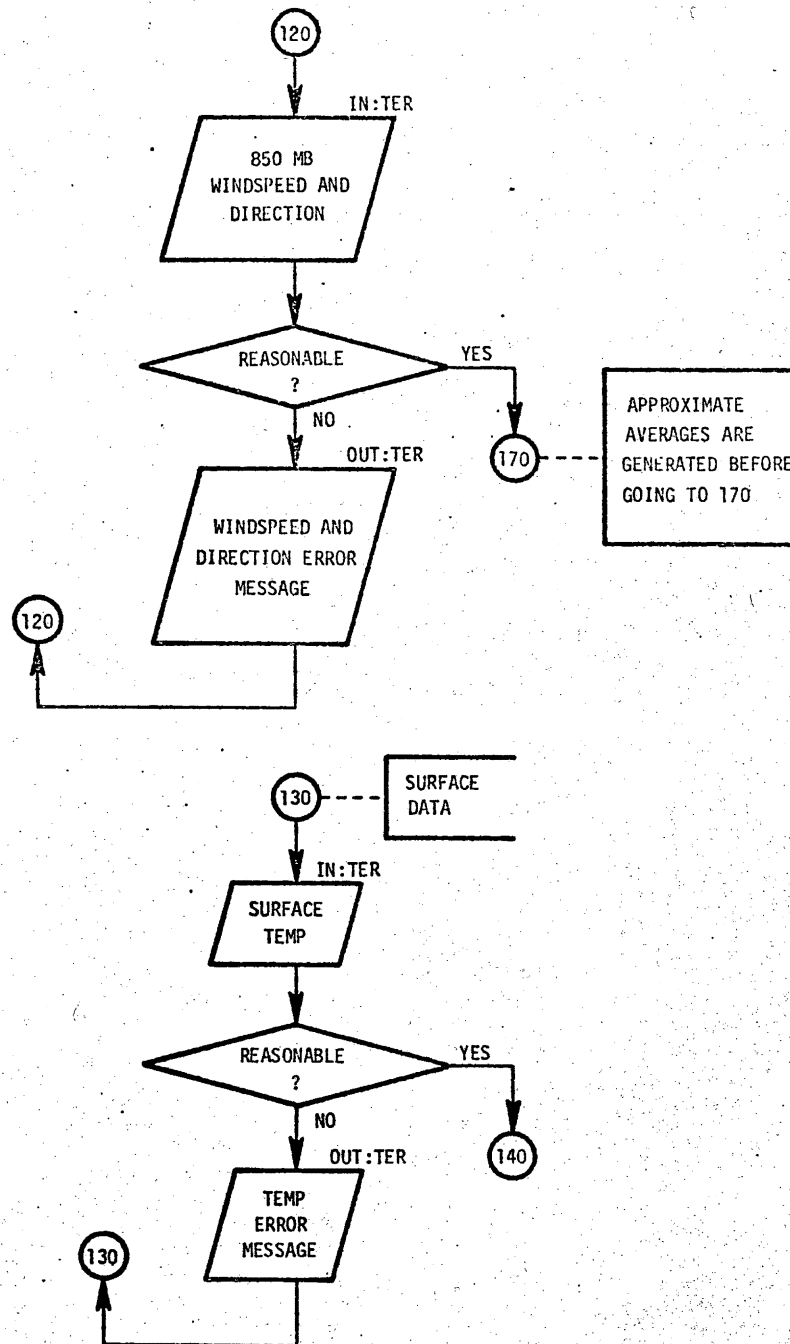 120
IN:TER
850 MB
WINDSPEED AND
DIRECTION
REASONABLE
?
YES
NO
170
APPROXIMATE
AVERAGES ARE
GENERATED BEFORE
GOING TO 170
OUT:TER
WINDSPEED AND
DIRECTION ERROR
MESSAGE
120
130
SURFACE
DATA
IN:TER
SURFACE
TEMP
REASONABLE
?
YES
NO
140
OUT:TER
TEMP
ERROR
MESSAGE
130